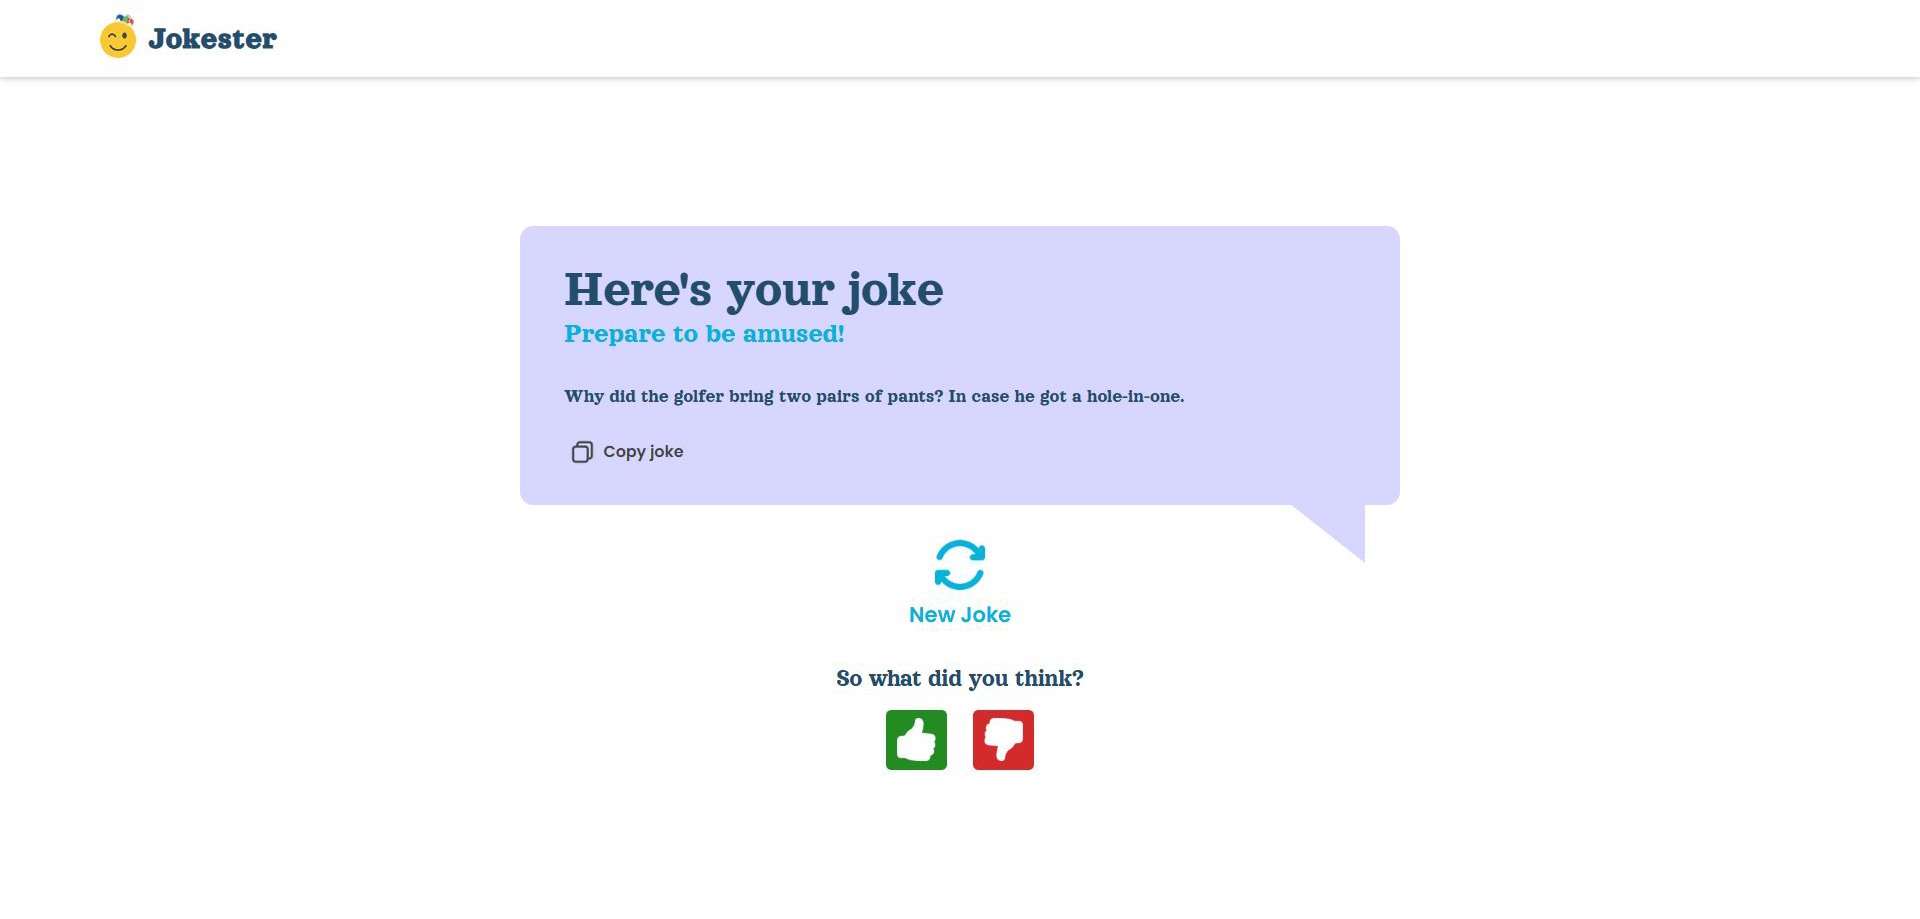 Jokester
Here's your joke
Prepare to be amused!
Why did the golfer bring two pairs of pants? In case he got a hole-in-one.
Copy joke
New Joke
So what did you think?